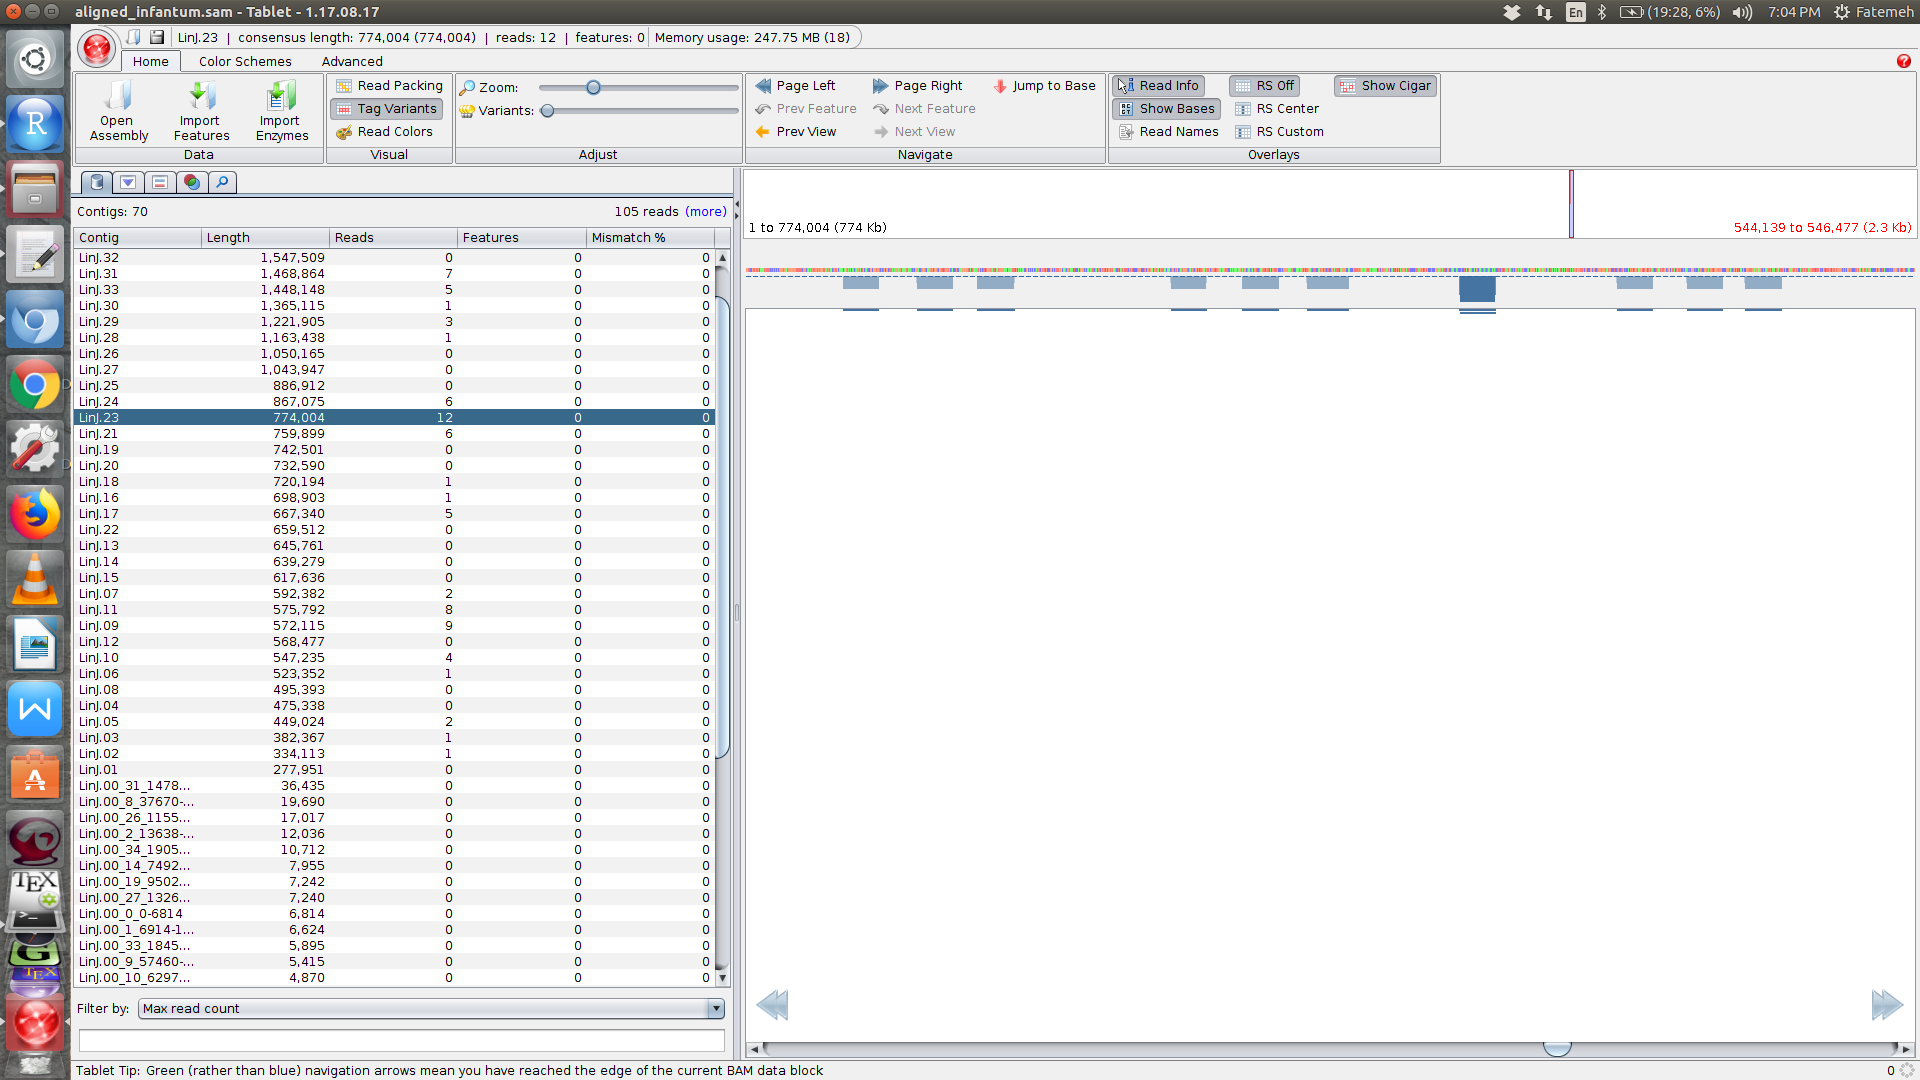 aligned_infantum.sam - Tablet - 1.17.08.17
En (19:28, 6%) 7:04 PM Fatemeh
LinJ.23 | consensus length: 774,004 (774,004) | reads: 12 | features: 0 Memory usage: 247.75 MB (18)
Home Color Schemes Advanced
Open Assembly
Import Features
Import Enzymes
Data
Read Packing
Tag Variants
Read Colors
Visual
Zoom:
Variants:
Adjust
Page Left Page Right Jump to Base
Prev Feature Next Feature
Prev View Next View
Navigate
Read Info RS Off Show Cigar
Show Bases RS Center
Read Names RS Custom
Overlays
Contigs: 70 105 reads (more)
Contig Length Reads Features Mismatch %
LinJ.32 1,547,509 0 0 0
LinJ.31 1,468,864 7 0 0
LinJ.33 1,448,148 5 0 0
LinJ.30 1,365,115 1 0 0
LinJ.29 1,221,905 3 0 0
LinJ.28 1,163,438 1 0 0
LinJ.26 1,050,165 0 0 0
LinJ.27 1,043,947 0 0 0
LinJ.25 886,912 0 0 0
LinJ.24 867,075 6 0 0
LinJ.23 774,004 12 0 0
LinJ.21 759,899 6 0 0
LinJ.19 742,501 0 0 0
LinJ.20 732,590 0 0 0
LinJ.18 720,194 1 0 0
LinJ.16 698,903 1 0 0
LinJ.17 667,340 5 0 0
LinJ.22 659,512 0 0 0
LinJ.13 645,761 0 0 0
LinJ.14 639,279 0 0 0
LinJ.15 617,636 0 0 0
LinJ.07 592,382 2 0 0
LinJ.11 575,792 8 0 0
LinJ.09 572,115 9 0 0
LinJ.12 568,477 0 0 0
LinJ.10 547,235 4 0 0
LinJ.06 523,352 1 0 0
LinJ.08 495,393 0 0 0
LinJ.04 475,338 0 0 0
LinJ.05 449,024 2 0 0
LinJ.03 382,367 1 0 0
LinJ.02 334,113 1 0 0
LinJ.01 277,951 0 0 0
LinJ.00_31_1478... 36,435 0 0 0
LinJ.00_8_37670-... 19,690 0 0 0
LinJ.00_26_1155... 17,017 0 0 0
LinJ.00_2_13638-... 12,036 0 0 0
LinJ.00_34_1905... 10,712 0 0 0
LinJ.00_14_7492... 7,955 0 0 0
LinJ.00_19_9502... 7,242 0 0 0
LinJ.00_27_1326... 7,240 0 0 0
LinJ.00_0_0-6814 6,814 0 0 0
LinJ.00_1_6914-1... 6,624 0 0 0
LinJ.00_33_1845... 5,895 0 0 0
LinJ.00_9_57460-... 5,415 0 0 0
LinJ.00_10_6297... 4,870 0 0 0
Filter by: Max read count
1 to 774,004 (774 Kb) 544,139 to 546,477 (2.3 Kb)
Tablet Tip: Green (rather than blue) navigation arrows mean you have reached the edge of the current BAM data block 0